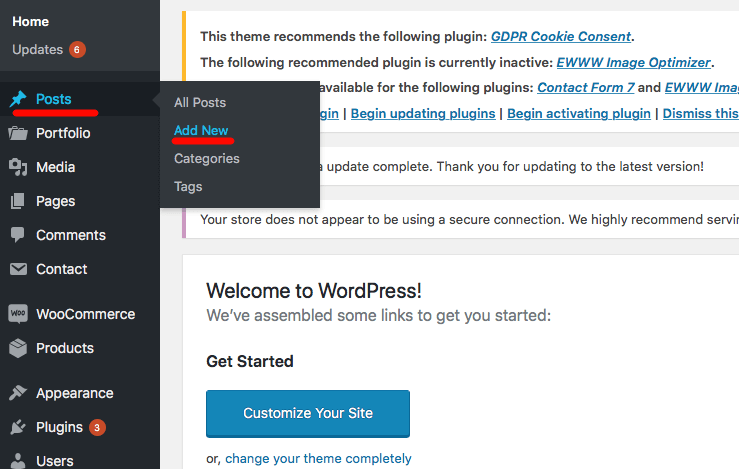 Home
Updates 6
Posts
Portfolio
Media
Pages
Comments
Contact
WOO WooCommerce
Products
Appearance
Plugins 3
Users
All Posts
Add New
Categories
Tags
This theme recommends the following plugin: GDPR Cookie Consent.
The following recommended plugin is currently inactive: EWWW Image Optimizer.
available for the following plugins: Contact Form 7 and EWWW Imag
gin | Begin updating plugins | Begin activating plugin | Dismiss this
a update complete. Thank you for updating to the latest version!
Your store does not appear to be using a secure connection. We highly recommend servin
Welcome to WordPress!
We've assembled some links to get you started:
Get Started
Customize Your Site
or, change your theme completely